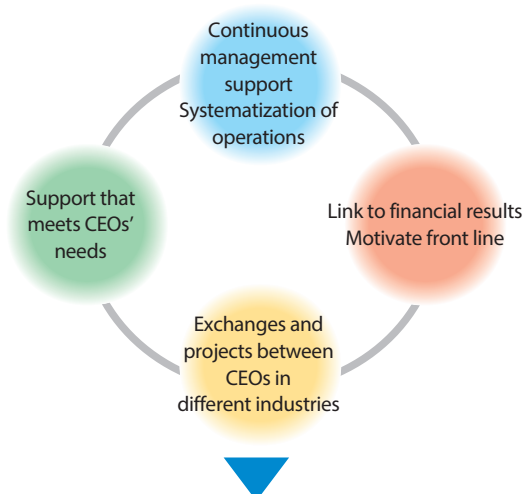 Continuous
management
support
Systematization of
operations
Support that
meets CEOs’
needs
Link to financial results
Motivate front line
Exchanges and
projects between
CEOs in
different industries